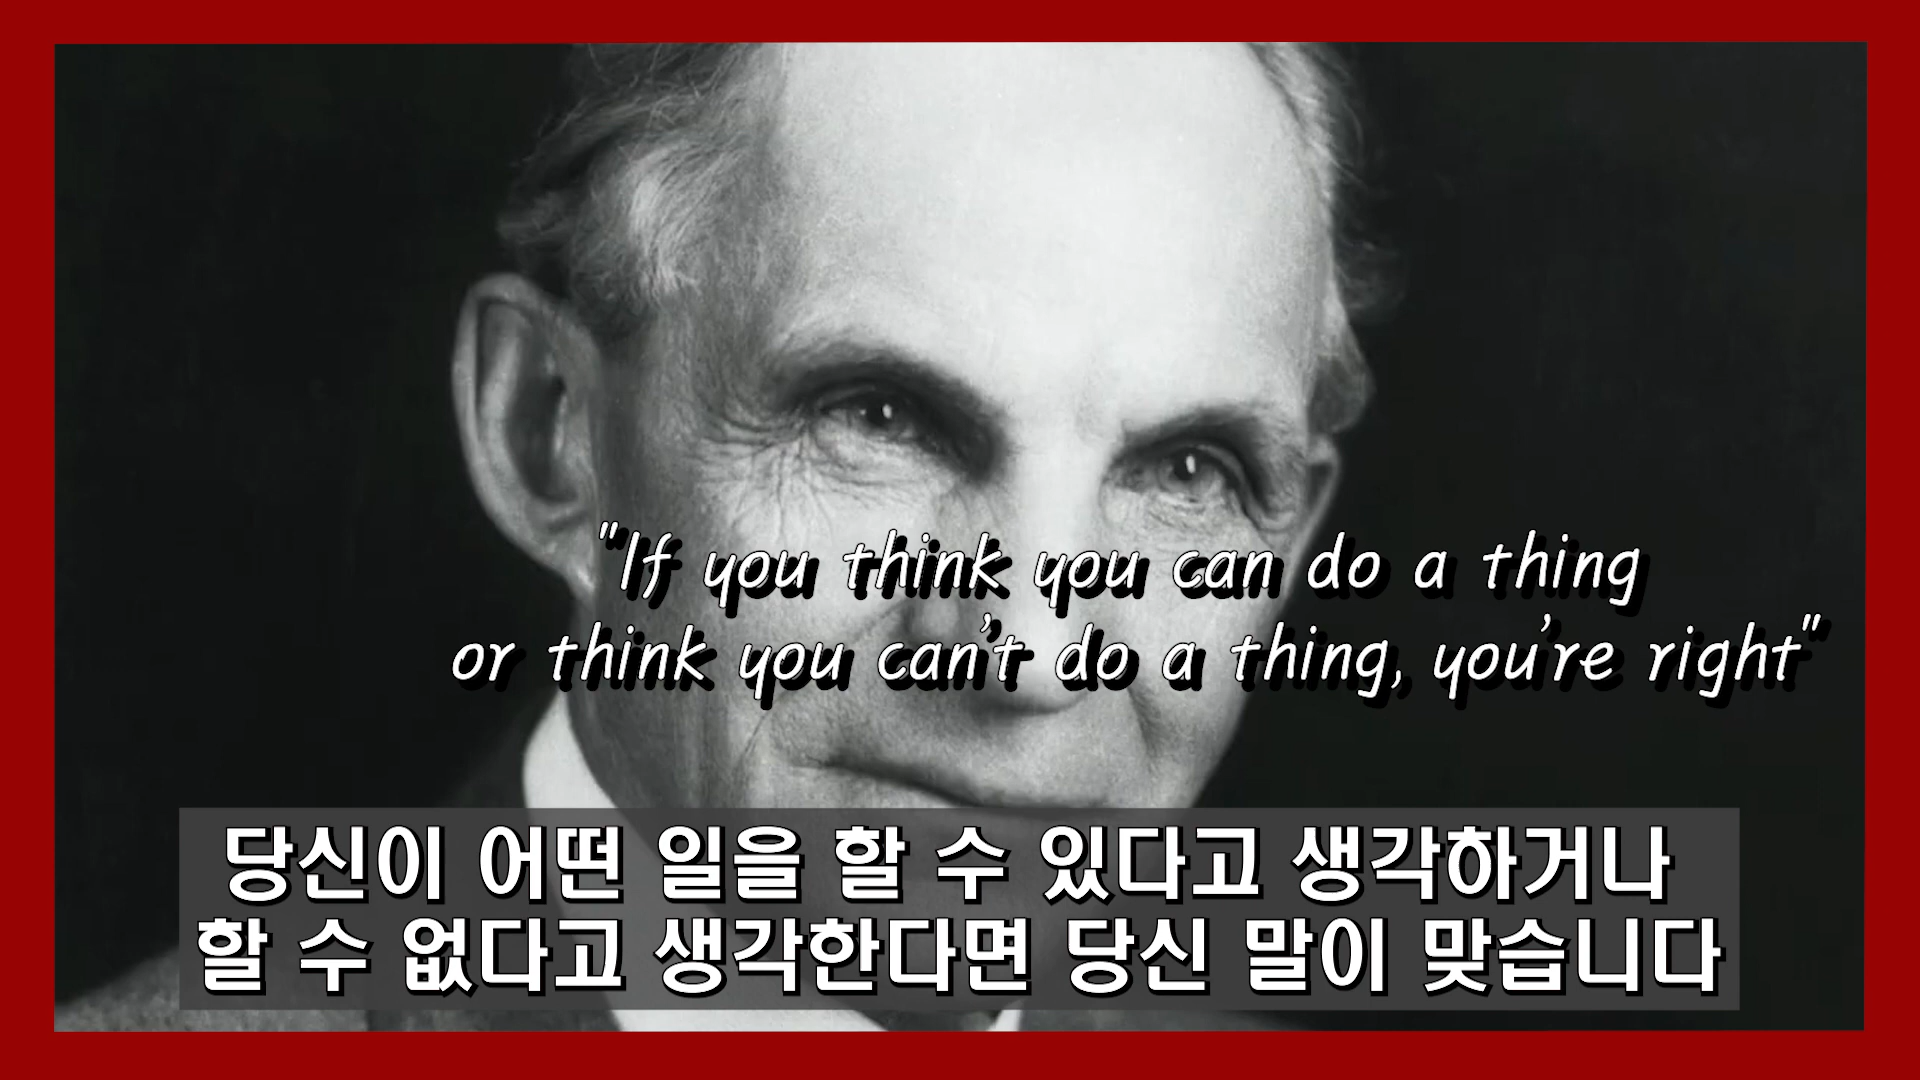 "If you think you can do a thing
or think you can't do a thing, you're right"
당신이 어떤 일을 할 수 있다고 생각하거나
할 수 없다고 생각한다면 당신 말이 맞습니다